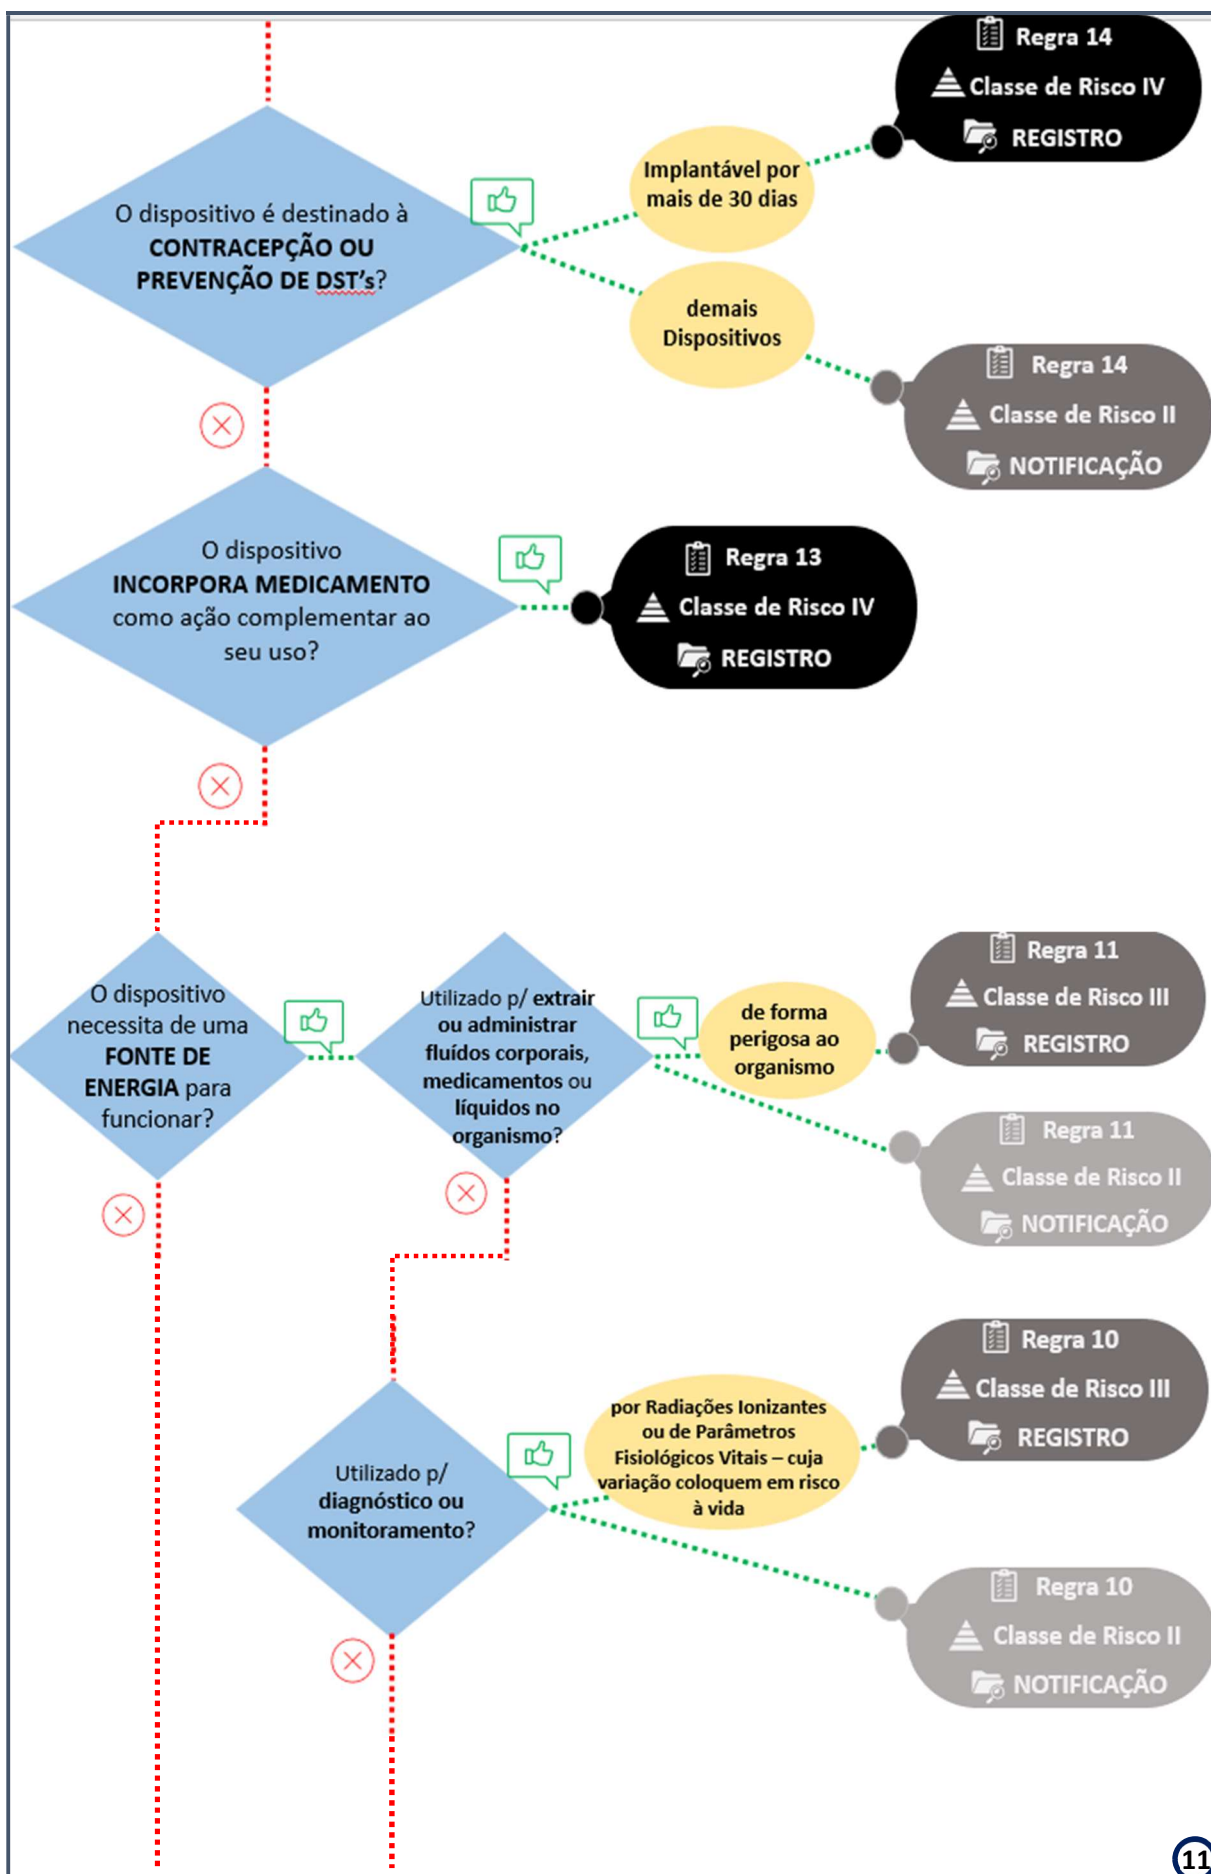 Regra 14
Classe de Risco IV
REGISTRO
O dispositivo é destinado à
CONTRACEPÇÃO OU
PREVENÇÃO DE DST's?
Implantável por
mais de 30 dias
demais
Dispositivos
Regra 14
Classe de Risco II
NOTIFICAÇÃO
O dispositivo
INCORPORA MEDICAMENTO
como ação complementar ao
seu uso?
Regra 13
Classe de Risco IV
REGISTRO
O dispositivo
necessita de uma
FONTE DE
ENERGIA para
funcionar?
Utilizado p/ extrair
ou administrar
fluídos corporais,
medicamentos ou
líquidos no
organismo?
de forma
perigosa ao
organismo
Regra 11
Classe de Risco III
REGISTRO
Regra 11
Classe de Risco II
NOTIFICAÇÃO
Utilizado p/
diagnóstico ou
monitoramento?
por Radiações Ionizantes
ou de Parâmetros
Fisiológicos Vitais – cuja
variação coloquem em risco
à vida
Regra 10
Classe de Risco III
REGISTRO
Regra 10
Classe de Risco II
NOTIFICAÇÃO
11